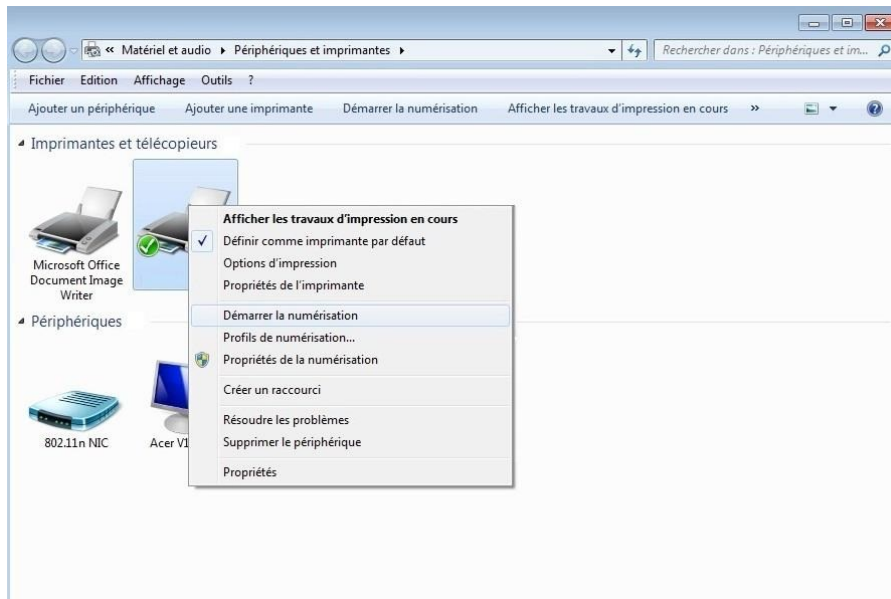 « Matériel et audio Périphériques et imprimantes
Rechercher dans : Périphériques et im...
Fichier Edition Affichage Outils ?
Ajouter un périphérique Ajouter une imprimante Démarrer la numérisation Afficher les travaux d'impression en cours »
Imprimantes et télécopieurs
Microsoft Office
Document Image
Writer
Afficher les travaux d'impression en cours
Définir comme imprimante par défaut
Options d'impression
Propriétés de l'imprimante
Démarrer la numérisation
Profils de numérisation...
Propriétés de la numérisation
Créer un raccourci
Résoudre les problèmes
Supprimer le périphérique
Propriétés
Périphériques
802.11n NIC
Acer V1